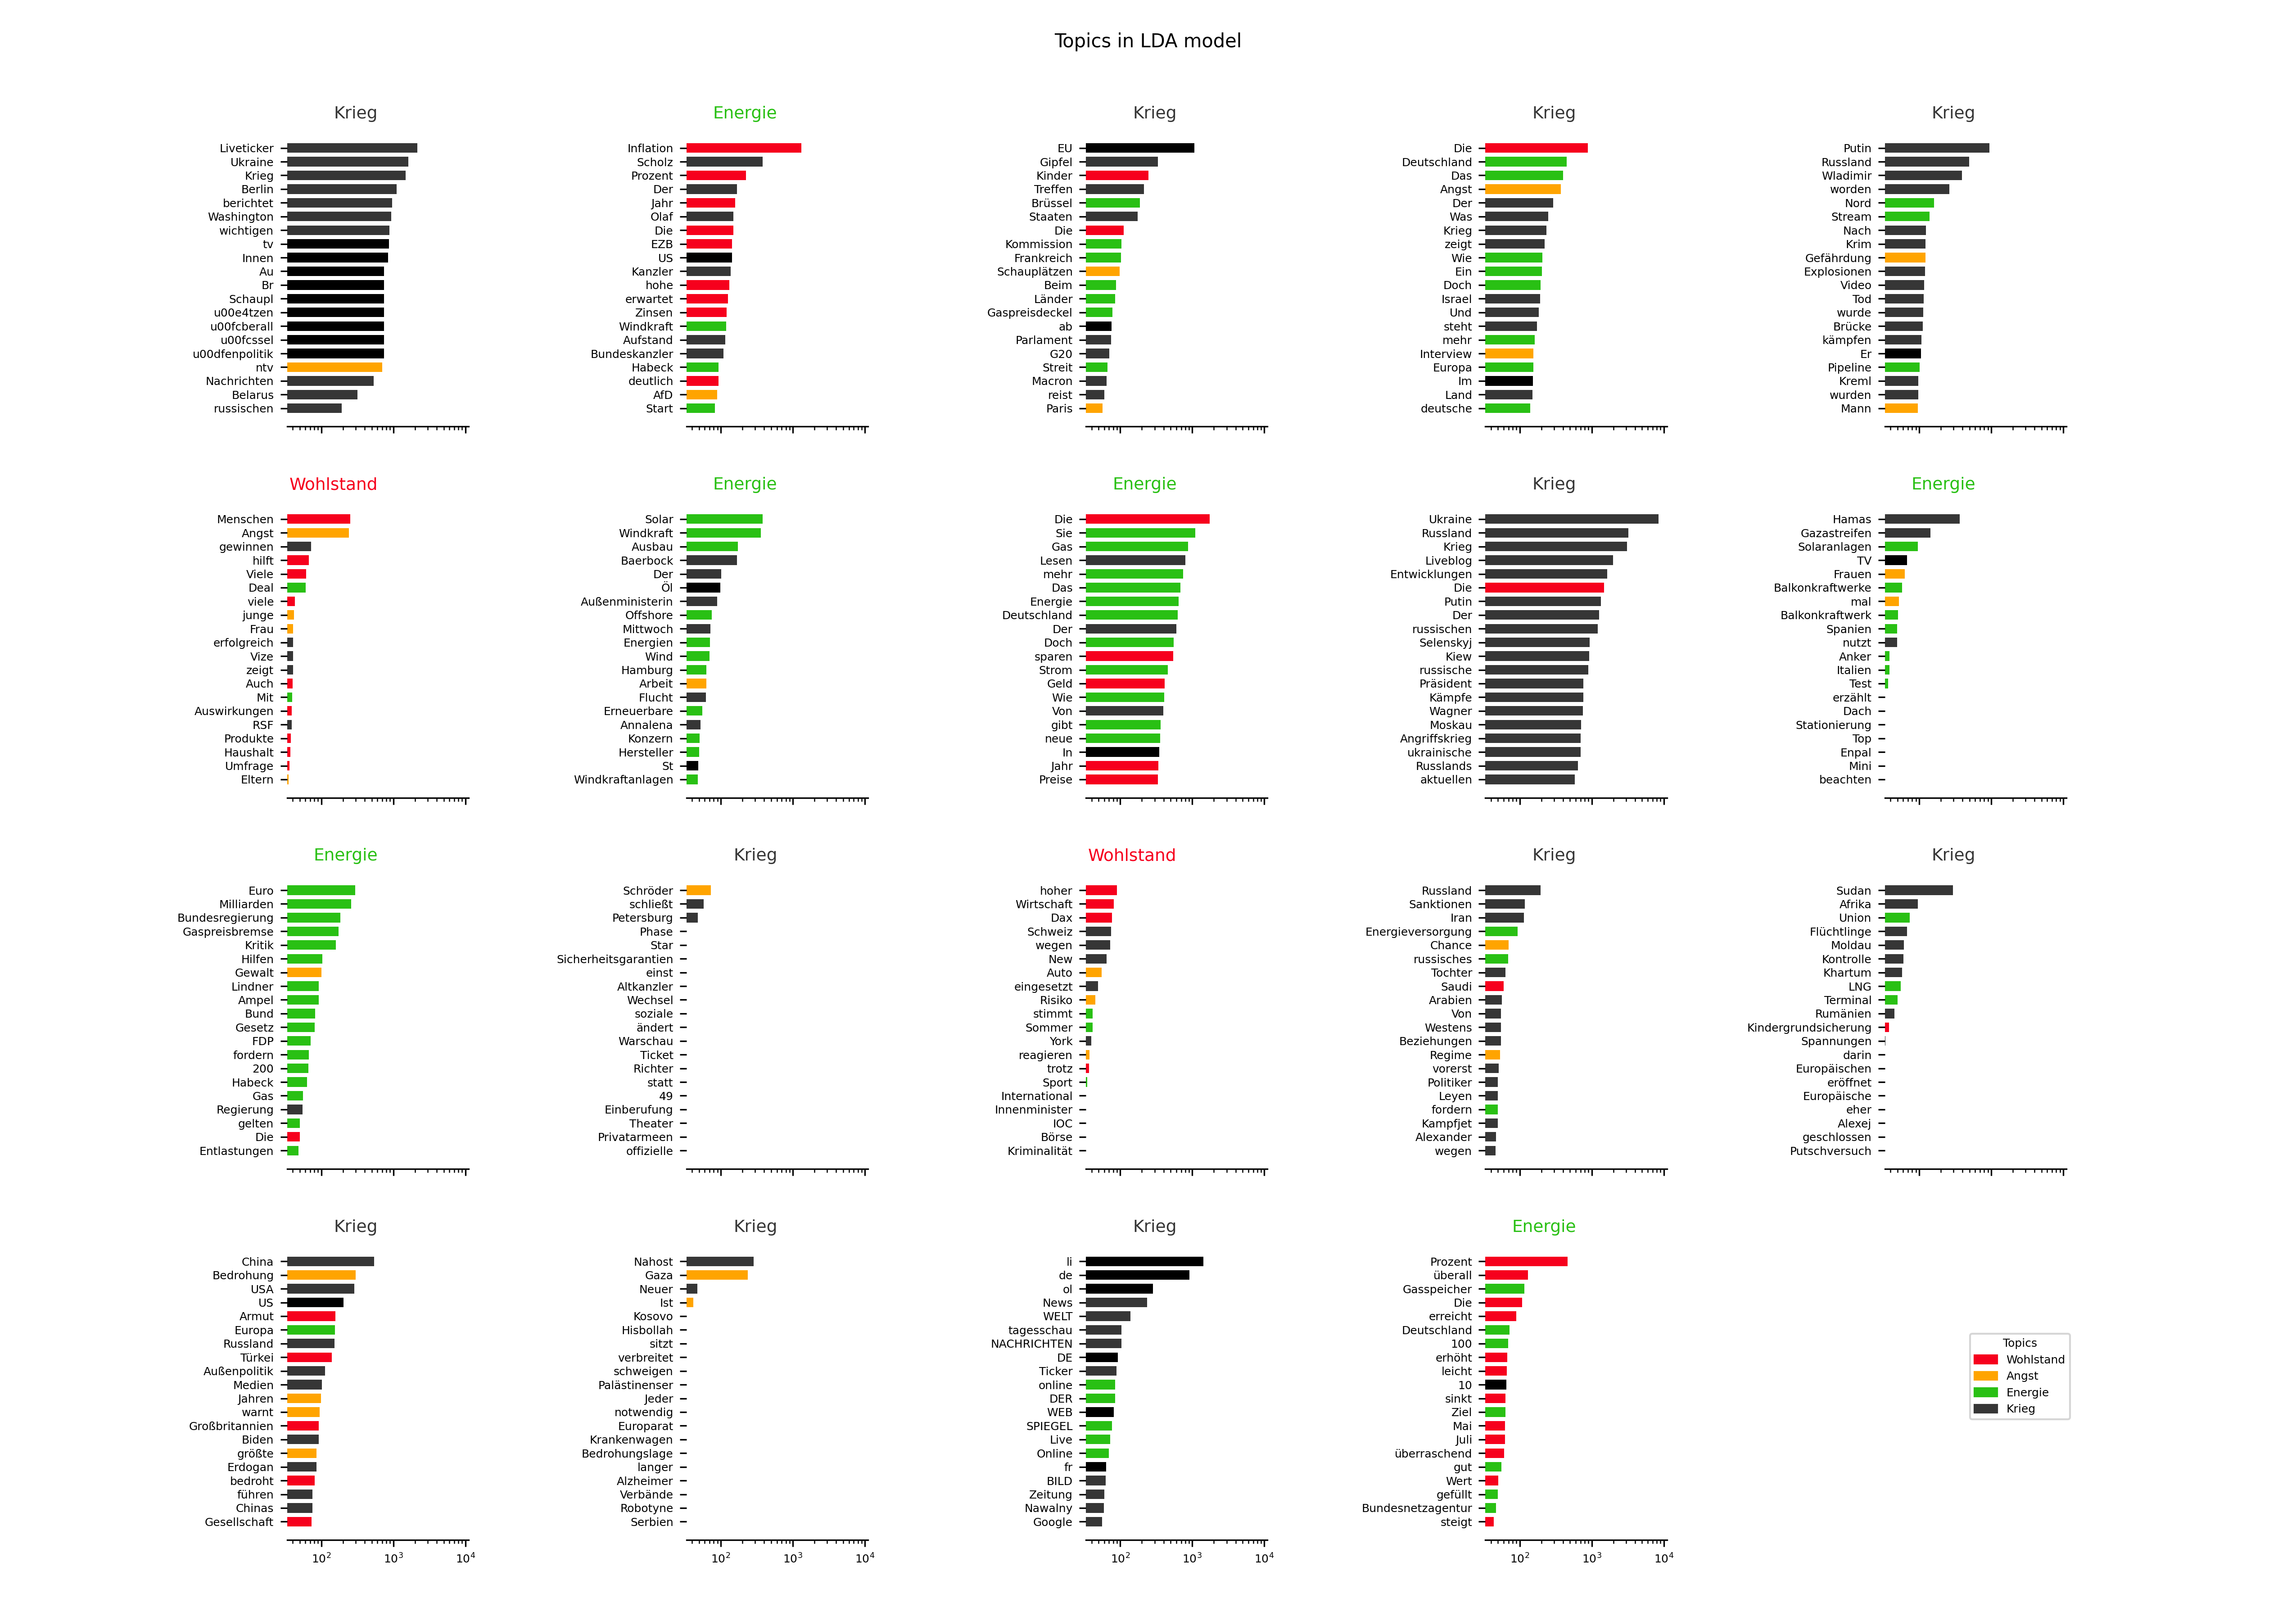 Topics in LDA model
Krieg
Liveticker
Ukraine
Krieg
Berlin
berichtet
Washington
wichtigen
tv
Innen
Au
Br
Schaupl
u00e4tzen
u00fcberall
u00fcssel
u00dfenpolitik
ntv
Nachrichten
Belarus
russischen
Energie
Inflation
Scholz
Prozent
Der
Jahr
Olaf
Die
EZB
US
Kanzler
hohe
erwartet
Zinsen
Windkraft
Aufstand
Bundeskanzler
Habeck
deutlich
AfD
Start
Krieg
EU
Gipfel
Kinder
Treffen
Brüssel
Staaten
Die
Kommission
Frankreich
Schauplätzen
Beim
Länder
Gaspreisdeckel
ab
Parlament
G20
Streit
Macron
reist
Paris
Krieg
Die
Deutschland
Das
Angst
Der
Was
Krieg
zeigt
Wie
Ein
Doch
Israel
Und
steht
mehr
Interview
Europa
Im
Land
deutsche
Krieg
Putin
Russland
Wladimir
worden
Nord
Stream
Nach
Krim
Gefährdung
Explosionen
Video
Tod
wurde
Brücke
kämpfen
Er
Pipeline
Kreml
wurden
Mann
Wohlstand
Menschen
Angst
gewinnen
hilft
Viele
Deal
viele
junge
Frau
erfolgreich
Vize
zeigt
Auch
Mit
Auswirkungen
RSF
Produkte
Haushalt
Umfrage
Eltern
Energie
Solar
Windkraft
Ausbau
Baerbock
Der
Öl
Außenministerin
Offshore
Mittwoch
Energien
Wind
Hamburg
Arbeit
Flucht
Erneuerbare
Annalena
Konzern
Hersteller
St
Windkraftanlagen
Energie
Die
Sie
Gas
Lesen
mehr
Das
Energie
Deutschland
Der
Doch
sparen
Strom
Geld
Wie
Von
gibt
neue
In
Jahr
Preise
Krieg
Ukraine
Russland
Krieg
Liveblog
Entwicklungen
Die
Putin
Der
russischen
Selenskyj
Kiew
russische
Präsident
Kämpfe
Wagner
Moskau
Angriffskrieg
ukrainische
Russlands
aktuellen
Energie
Hamas
Gazastreifen
Solaranlagen
TV
Frauen
Balkonkraftwerke
mal
Balkonkraftwerk
Spanien
nutzt
Anker
Italien
Test
erzählt
Dach
Stationierung
Top
Enpal
Mini
beachten
Energie
Euro
Milliarden
Bundesregierung
Gaspreisbremse
Kritik
Hilfen
Gewalt
Lindner
Ampel
Bund
Gesetz
FDP
fordern
200
Habeck
Gas
Regierung
gelten
Die
Entlastungen
Krieg
Schröder
schließt
Petersburg
Phase
Star
Sicherheitsgarantien
einst
Altkanzler
Wechsel
soziale
ändert
Warschau
Ticket
Richter
statt
49
Einberufung
Theater
Privatarmeen
offizielle
Wohlstand
hoher
Wirtschaft
Dax
Schweiz
wegen
New
Auto
eingesetzt
Risiko
stimmt
Sommer
York
reagieren
trotz
Sport
International
Innenminister
IOC
Börse
Kriminalität
Krieg
Russland
Sanktionen
Iran
Energieversorgung
Chance
russisches
Tochter
Saudi
Arabien
Von
Westens
Beziehungen
Regime
vorerst
Politiker
Leyen
fordern
Kampfjet
Alexander
wegen
Krieg
Sudan
Afrika
Union
Flüchtlinge
Moldau
Kontrolle
Khartum
LNG
Terminal
Rumänien
Kindergrundsicherung
Spannungen
darin
Europäischen
eröffnet
Europäische
eher
Alexej
geschlossen
Putschversuch
Krieg
China
Bedrohung
USA
US
Armut
Europa
Russland
Türkei
Außenpolitik
Medien
Jahren
warnt
Großbritannien
Biden
größte
Erdogan
bedroht
führen
Chinas
Gesellschaft
10² 10³ 10⁴
Krieg
Nahost
Gaza
Neuer
Ist
Kosovo
Hisbollah
sitzt
verbreitet
schweigen
Palästinenser
Jeder
notwendig
Europarat
Krankenwagen
Bedrohungslage
langer
Alzheimer
Verbände
Robotyne
Serbien
10² 10³ 10⁴
Krieg
li
de
ol
News
WELT
tagesschau
NACHRICHTEN
DE
Ticker
online
DER
WEB
SPIEGEL
Live
Online
fr
BILD
Zeitung
Nawalny
Google
10² 10³ 10⁴
Energie
Prozent
überall
Gasspeicher
Die
erreicht
Deutschland
100
erhöht
leicht
10
sinkt
Ziel
Mai
Juli
überraschend
gut
Wert
gefüllt
Bundesnetzagentur
steigt
10² 10³ 10⁴
Topics
Wohlstand
Angst
Energie
Krieg